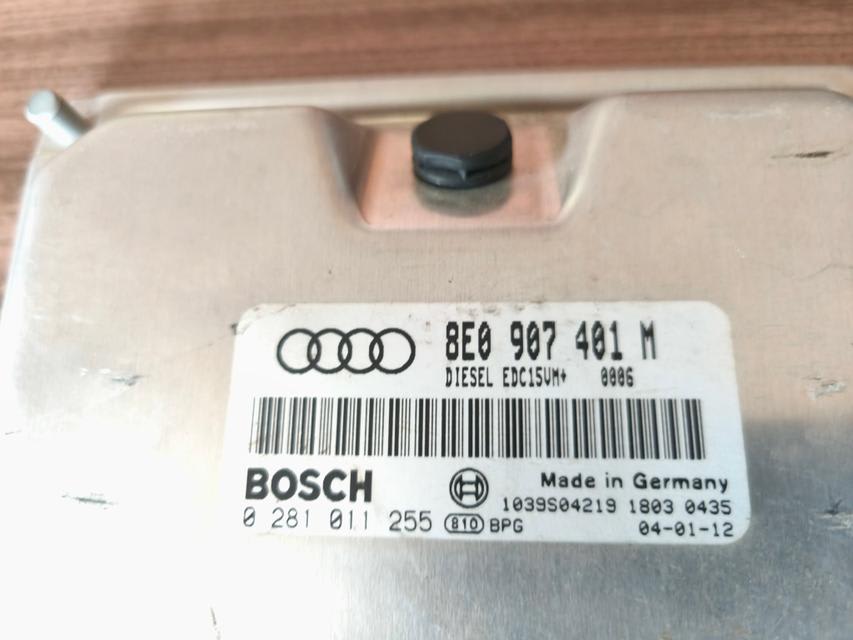 8E0 907 401 M
DIESEL EDC15VM+ 0006
BOSCH
Made in Germany
1039S04219 1803 0435
0 281 011 255 810 BPG 04-01-12